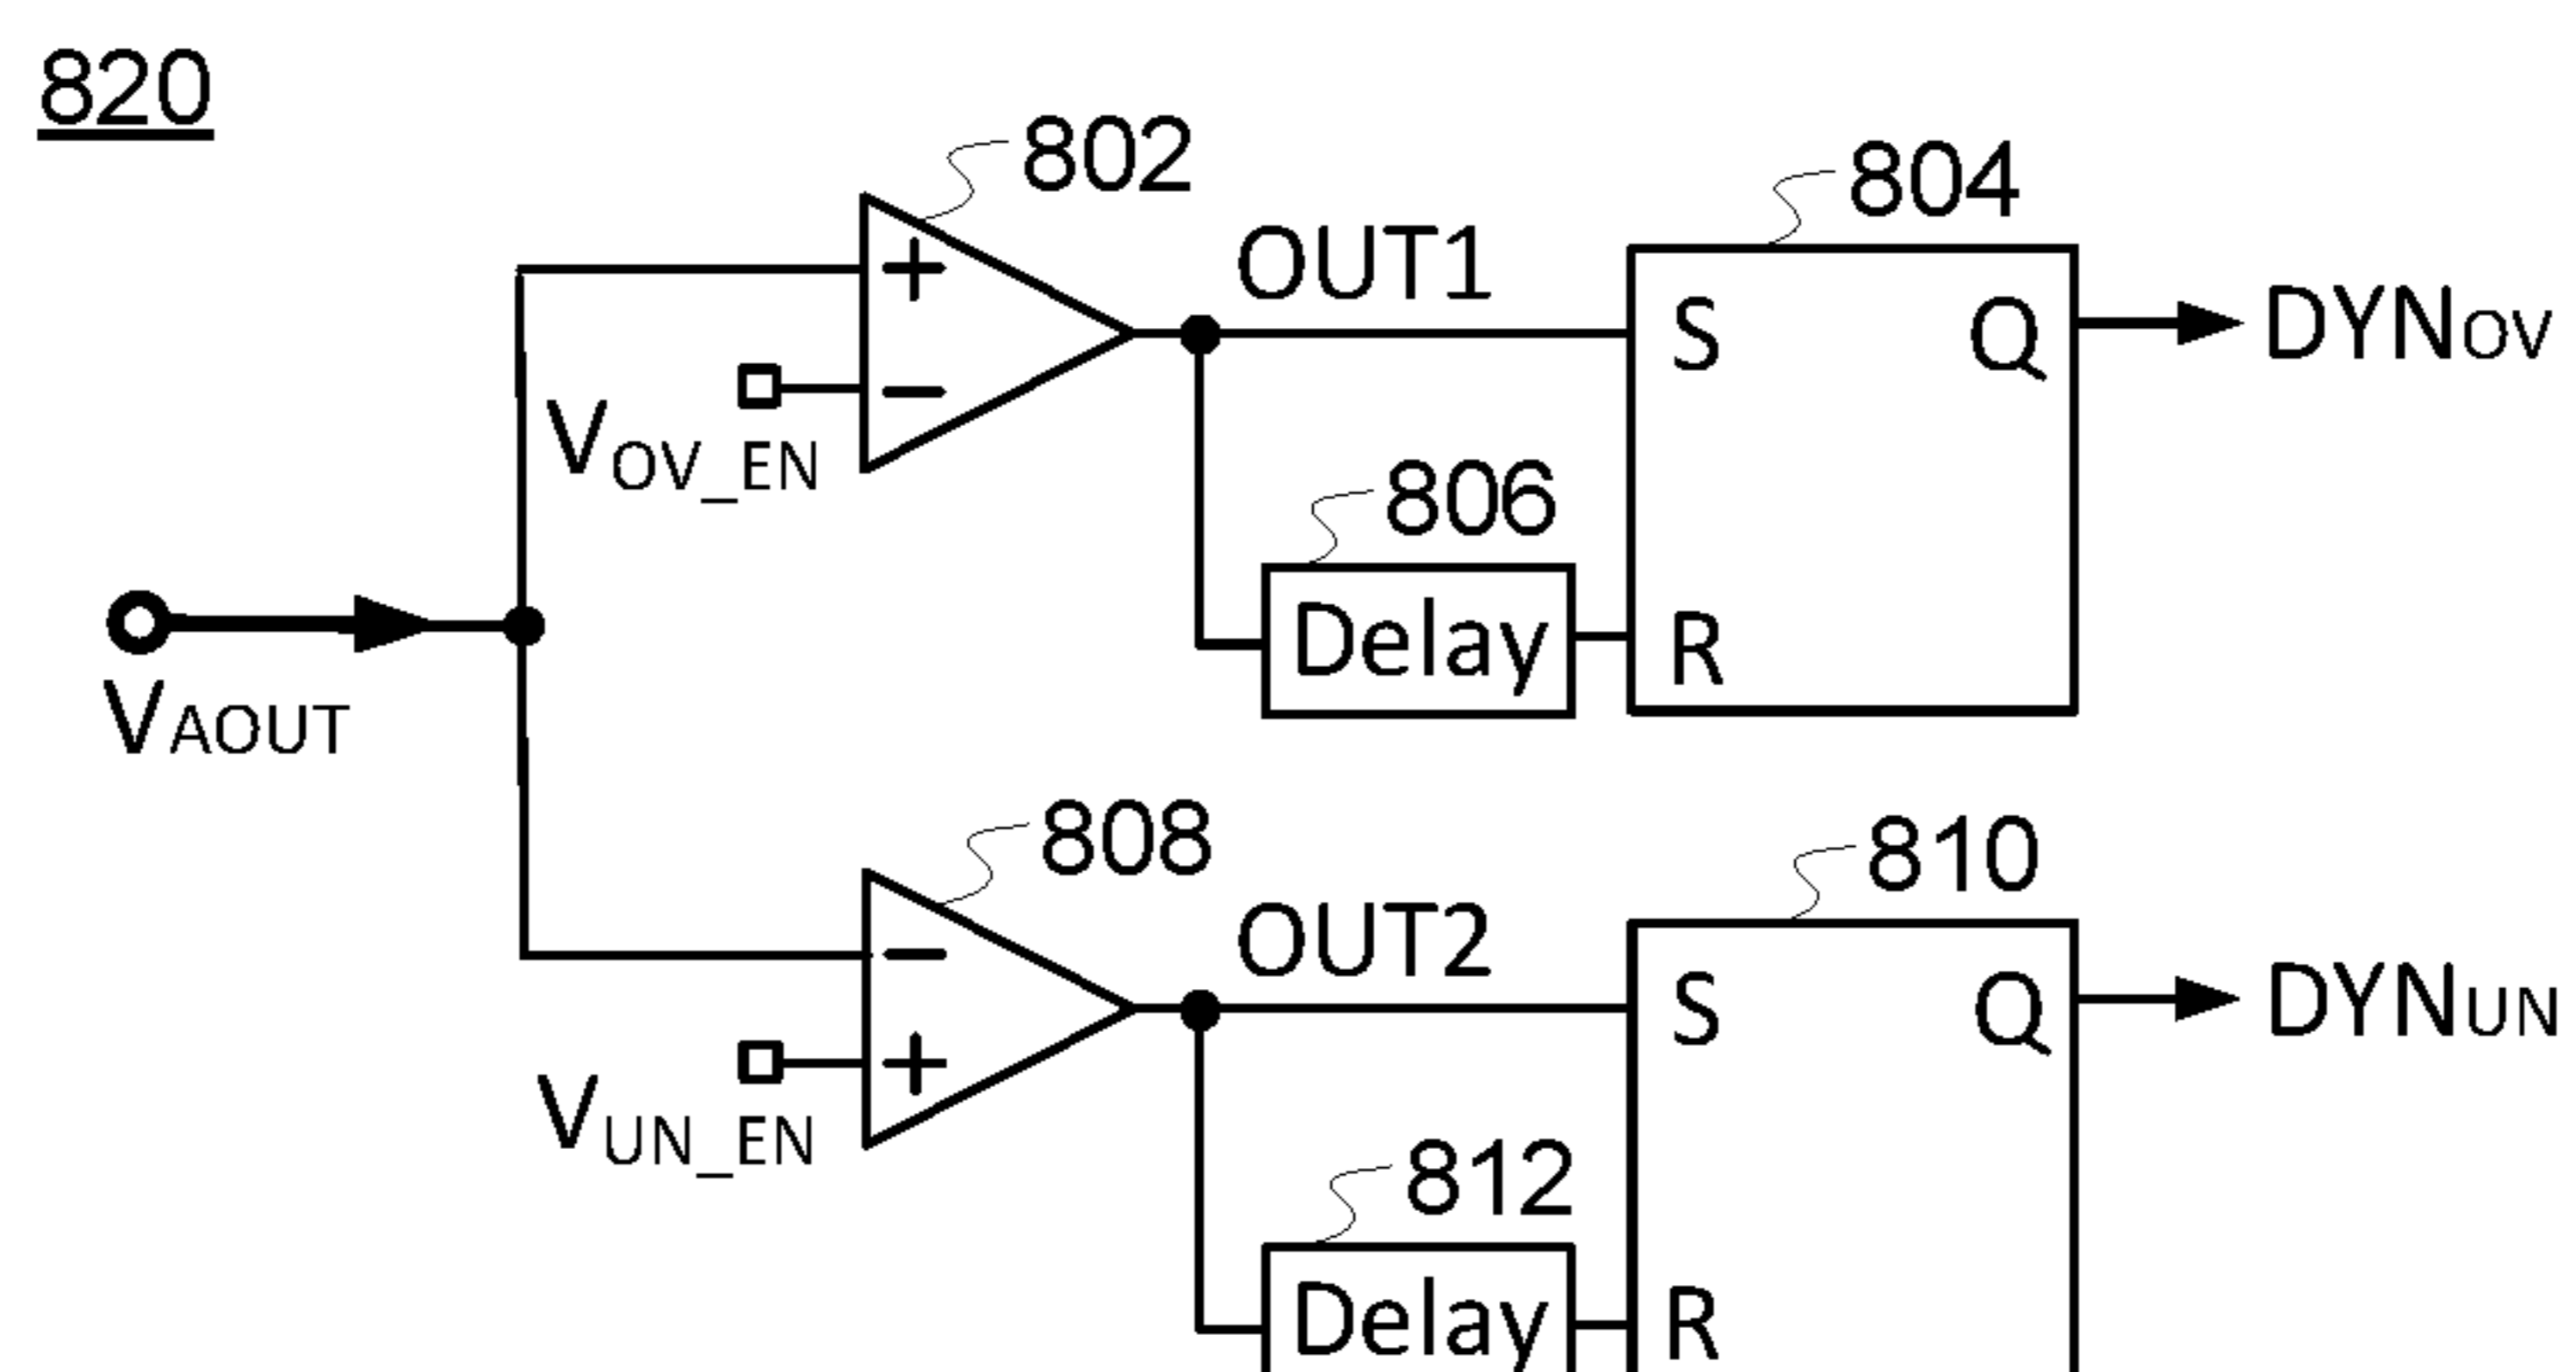 820
802
804
OUT1
+
−
S
Q
DYNOV
VOV_EN
806
Delay
R
VAOUT
808
810
OUT2
−
+
S
Q
DYNUN
VUN_EN
812
Delay
R